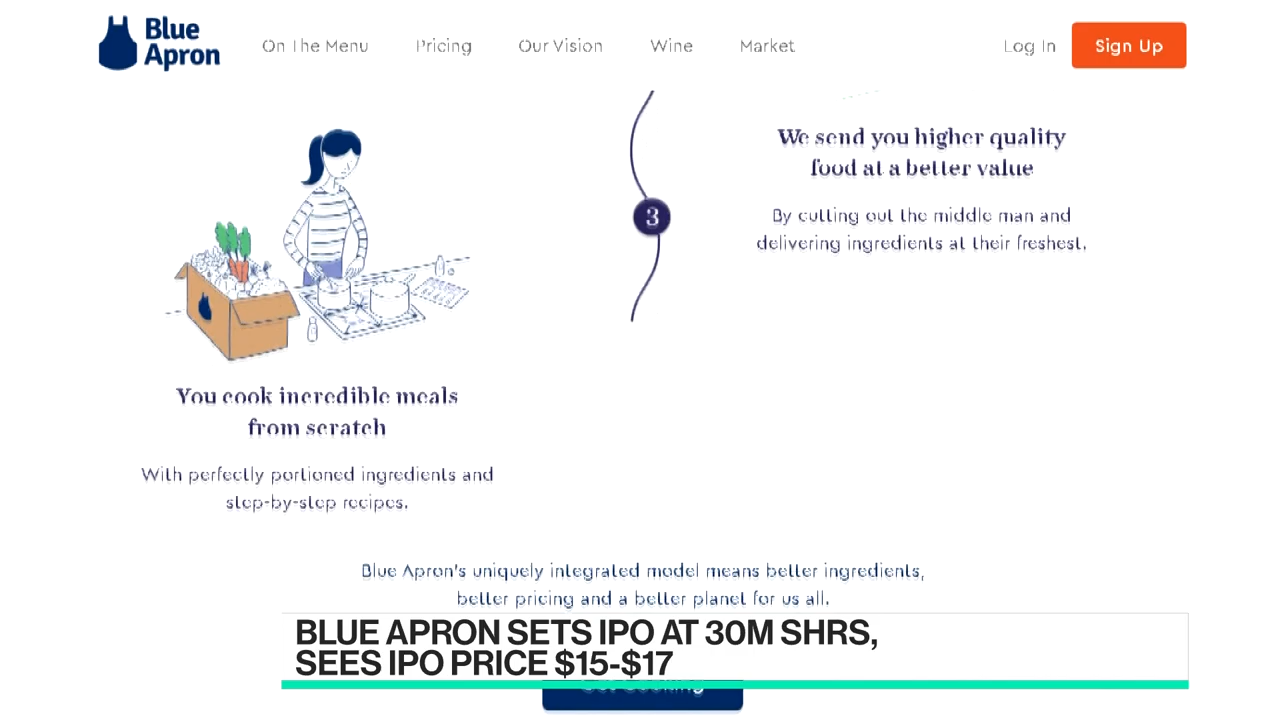 Blue
Apron
On The Menu
Pricing
Our Vision
Wine
Market
Log In
Sign Up
We send you higher quality
food at a better value
3
By cutting out the middle man and
delivering ingredients at their freshest.
You cook incredible meals
from scratch
With perfectly portioned ingredients and
step-by-step recipes.
Blue Apron's uniquely integrated model means better ingredients,
better pricing and a better planet for us all.
BLUE APRON SETS IPO AT 30M SHRS,
SEES IPO PRICE $15-$17